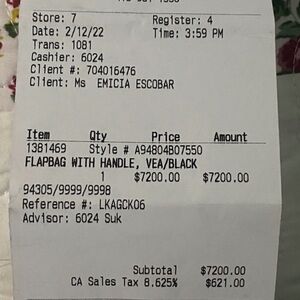 Store: 7 Register: 4
Date: 2/12/22 Time: 3:59 PM
Trans: 1081
Cashier: 6024
Client #: 704016476
Client: Ms EMICIA ESCOBAR
Item Qty Price Amount
1381469 Style # A94804B07550
FLAPBAG WITH HANDLE, VEA/BLACK
1 $7200.00 $7200.00
94305/9999/9998
Reference #: LKAGCK06
Advisor: 6024 Suk
Subtotal $7200.00
CA Sales Tax 8.625% $621.00